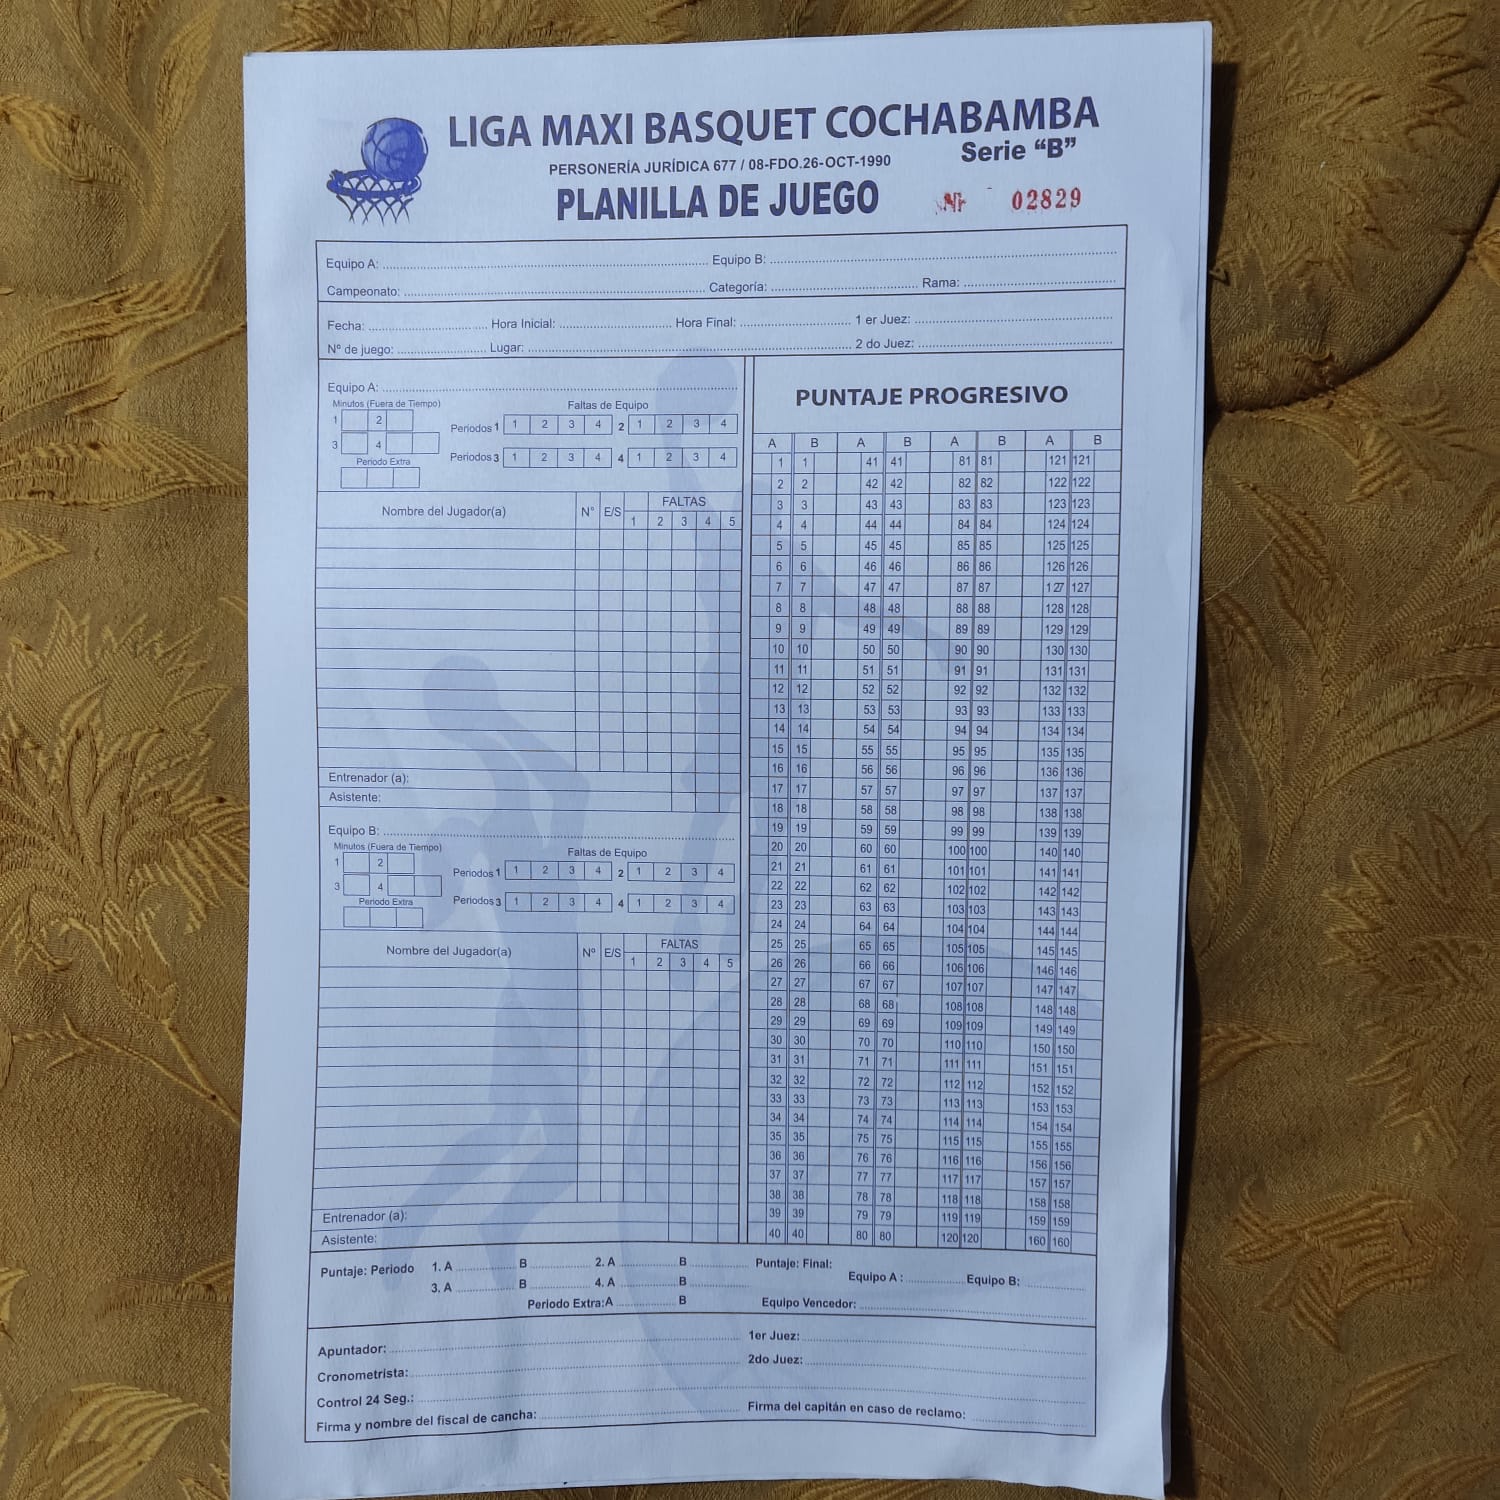 LIGA MAXI BASQUET COCHABAMBA
PERSONERÍA JURÍDICA 677 / 08-FDO.26-OCT-1990 Serie “B”
PLANILLA DE JUEGO Nº 02829
Equipo A: Equipo B:
Campeonato: Categoría: Rama:
Fecha: Hora Inicial: Hora Final: 1 er Juez:
Nº de juego: Lugar: 2 do Juez:
Equipo A:
Minutos (Fuera de Tiempo) Faltas de Equipo
1 2 Periodos 1 1 2 3 4 2 1 2 3 4
3 4 Periodos 3 1 2 3 4 4 1 2 3 4
Periodo Extra
Nombre del Jugador(a) N° E/S FALTAS
1 2 3 4 5
Entrenador (a):
Asistente:
Equipo B:
Minutos (Fuera de Tiempo) Faltas de Equipo
1 2 Periodos 1 1 2 3 4 2 1 2 3 4
3 4 Periodos 3 1 2 3 4 4 1 2 3 4
Periodo Extra
Nombre del Jugador(a) Nº E/S FALTAS
1 2 3 4 5
Entrenador (a):
Asistente:
PUNTAJE PROGRESIVO
A B A B A B A B
1 1 41 41 81 81 121 121
2 2 42 42 82 82 122 122
3 3 43 43 83 83 123 123
4 4 44 44 84 84 124 124
5 5 45 45 85 85 125 125
6 6 46 46 86 86 126 126
7 7 47 47 87 87 127 127
8 8 48 48 88 88 128 128
9 9 49 49 89 89 129 129
10 10 50 50 90 90 130 130
11 11 51 51 91 91 131 131
12 12 52 52 92 92 132 132
13 13 53 53 93 93 133 133
14 14 54 54 94 94 134 134
15 15 55 55 95 95 135 135
16 16 56 56 96 96 136 136
17 17 57 57 97 97 137 137
18 18 58 58 98 98 138 138
19 19 59 59 99 99 139 139
20 20 60 60 100 100 140 140
21 21 61 61 101 101 141 141
22 22 62 62 102 102 142 142
23 23 63 63 103 103 143 143
24 24 64 64 104 104 144 144
25 25 65 65 105 105 145 145
26 26 66 66 106 106 146 146
27 27 67 67 107 107 147 147
28 28 68 68 108 108 148 148
29 29 69 69 109 109 149 149
30 30 70 70 110 110 150 150
31 31 71 71 111 111 151 151
32 32 72 72 112 112 152 152
33 33 73 73 113 113 153 153
34 34 74 74 114 114 154 154
35 35 75 75 115 115 155 155
36 36 76 76 116 116 156 156
37 37 77 77 117 117 157 157
38 38 78 78 118 118 158 158
39 39 79 79 119 119 159 159
40 40 80 80 120 120 160 160
Puntaje: Periodo 1. A B 2. A B Puntaje: Final:
3. A B 4. A B Equipo A : Equipo B:
Periodo Extra: A B Equipo Vencedor:
Apuntador: 1er Juez:
Cronometrista: 2do Juez:
Control 24 Seg.:
Firma y nombre del fiscal de cancha: Firma del capitán en caso de reclamo: